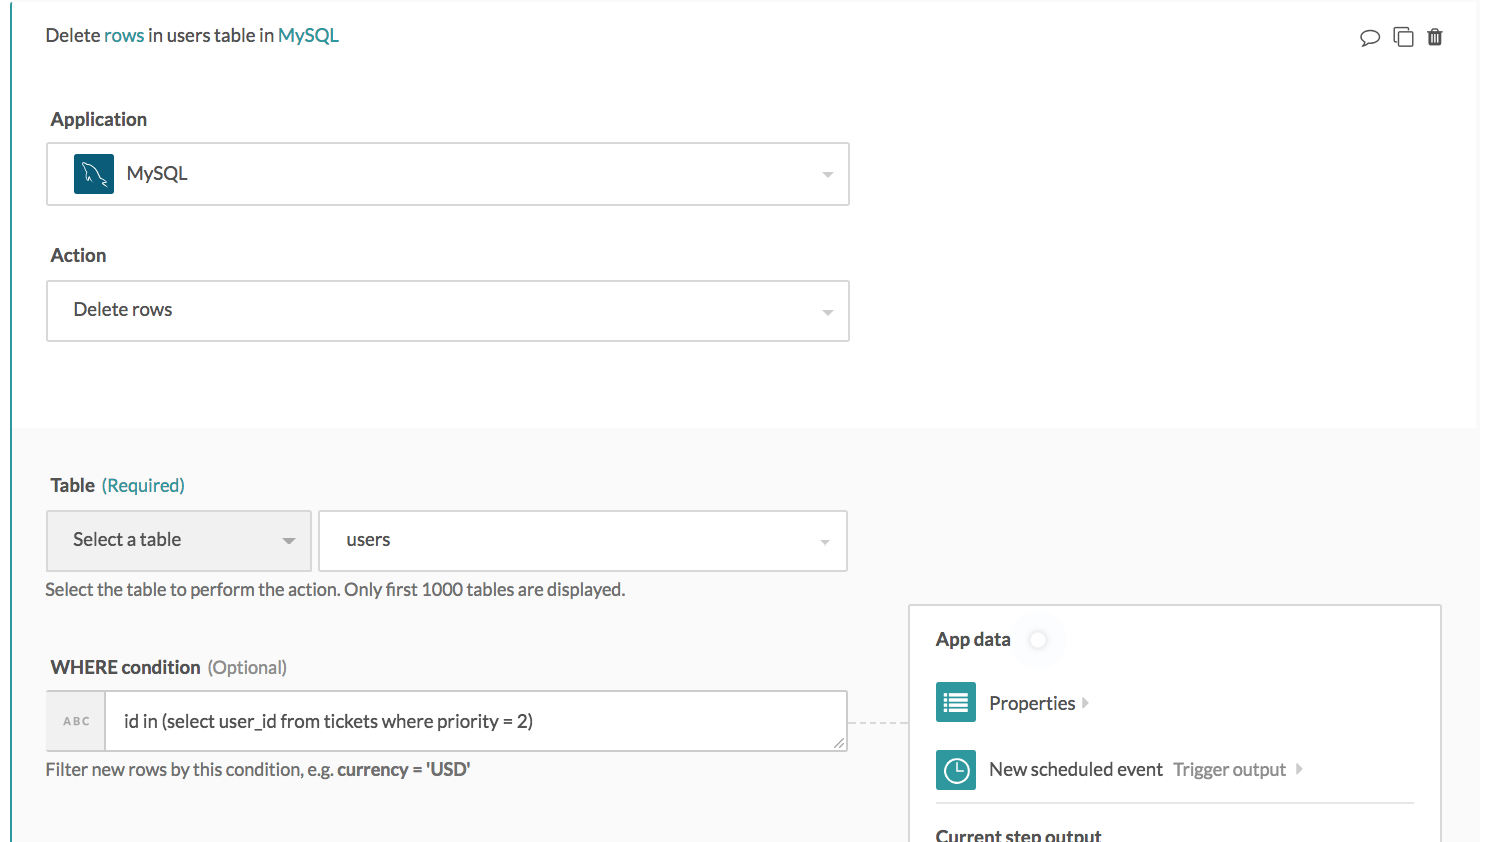 Delete rows in users table in MySQL
Application
MySQL
Action
Delete rows
Table (Required)
Select a table
users
Select the table to perform the action. Only first 1000 tables are displayed.
WHERE condition (Optional)
ABC
id in (select user_id from tickets where priority = 2)
Filter new rows by this condition, e.g. currency = 'USD'
App data
Properties
New scheduled event Trigger output
Current step output